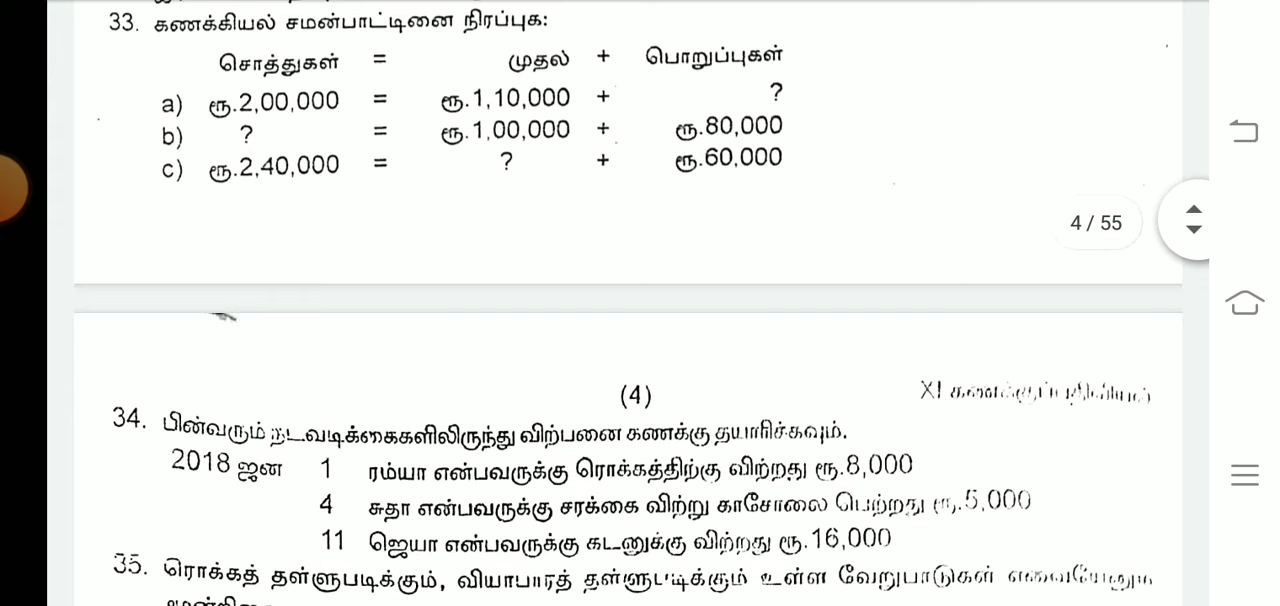 33. கணக்கியல் சமன்பாட்டினை நிரப்புக:
சொத்துகள் = முதல் + பொறுப்புகள்
a) ரூ.2,00,000 = ரூ.1,10,000 + ?
b) ? = ரூ.1,00,000 + ரூ.80,000
c) ரூ.2,40,000 = ? + ரூ.60,000
4 / 55
(4) XI
34. பின்வரும் நடவடிக்கைகளிலிருந்து விற்பனை கணக்கு தயாரிக்கவும்.
2018 ஜன 1 ரம்யா என்பவருக்கு ரொக்கத்திற்கு விற்றது ரூ.8,000
4 சுதா என்பவருக்கு சரக்கை விற்று காசோலை பெற்றது ரூ.5,000
11 ஜெயா என்பவருக்கு கடனுக்கு விற்றது ரூ.16,000
35. ரொக்கத் தள்ளுபடிக்கும், வியாபாரத் தள்ளுபடிக்கும் உள்ள வேறுபாடுகள் எவையேனும்